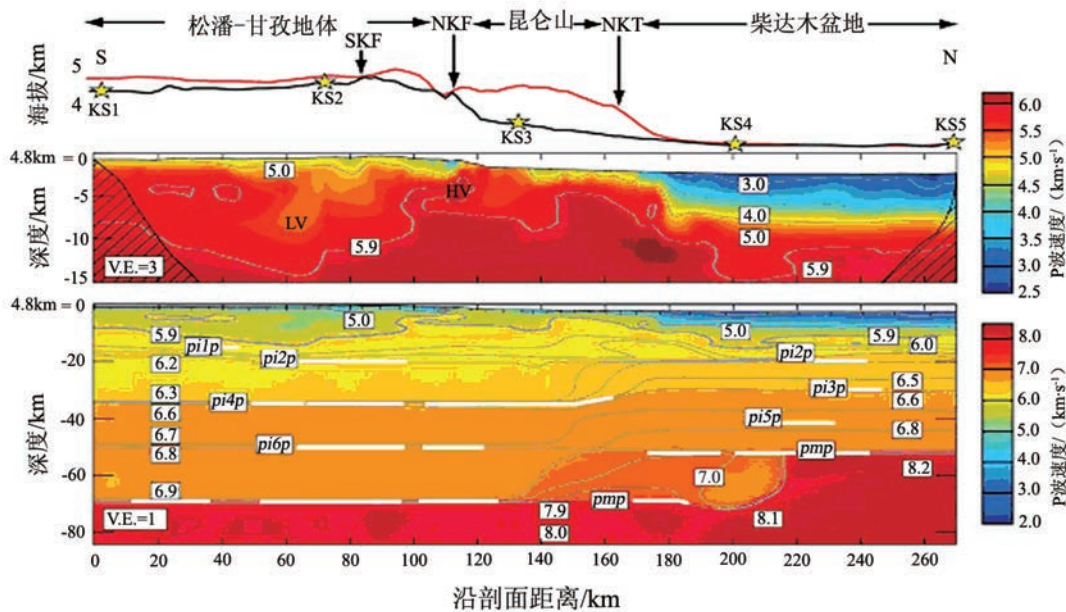 松潘-甘孜地体 NKF 昆仑山 NKT 柴达木盆地
S SKF N
海拔/km
5
4
KS1 KS2 KS3 KS4 KS5
4.8km = 0
-5
-10
-15
深度/km
5.0 HV 3.0
LV 4.0
5.9 5.0
5.9
V.E.=3
6.0
5.5
5.0
4.5
4.0
3.5
3.0
2.5
P波速度/(km·s⁻¹)
4.8km = 0
-20
-40
-60
-80
深度/km
5.0 5.0
5.9 5.9
pi1p 6.0
6.2 pi2p pi2p
6.3 pi3p 6.5
6.6 pi4p 6.6
6.7 pi5p
6.8 pi6p 6.8
pmp
6.9 7.0 8.2
pmp
7.9 8.1
8.0
V.E.=1
8.0
7.0
6.0
5.0
4.0
3.0
2.0
P波速度/(km·s⁻¹)
0 20 40 60 80 100 120 140 160 180 200 220 240 260
沿剖面距离/km